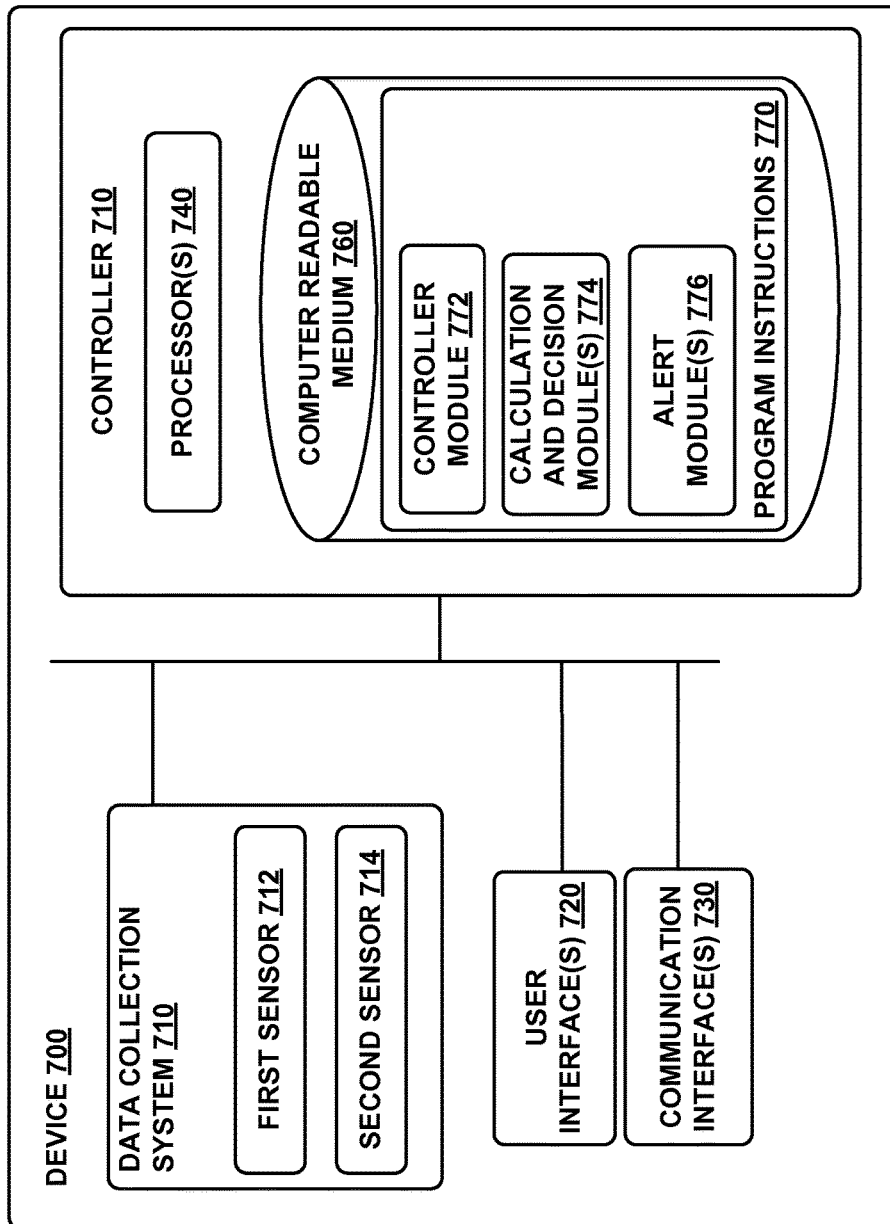 DEVICE 700
DATA COLLECTION
SYSTEM 710
FIRST SENSOR 712
SECOND SENSOR 714
USER
INTERFACE(S) 720
COMMUNICATION
INTERFACE(S) 730
CONTROLLER 710
PROCESSOR(S) 740
COMPUTER READABLE
MEDIUM 760
CONTROLLER
MODULE 772
CALCULATION
AND DECISION
MODULE(S) 774
ALERT
MODULE(S) 776
PROGRAM INSTRUCTIONS 770